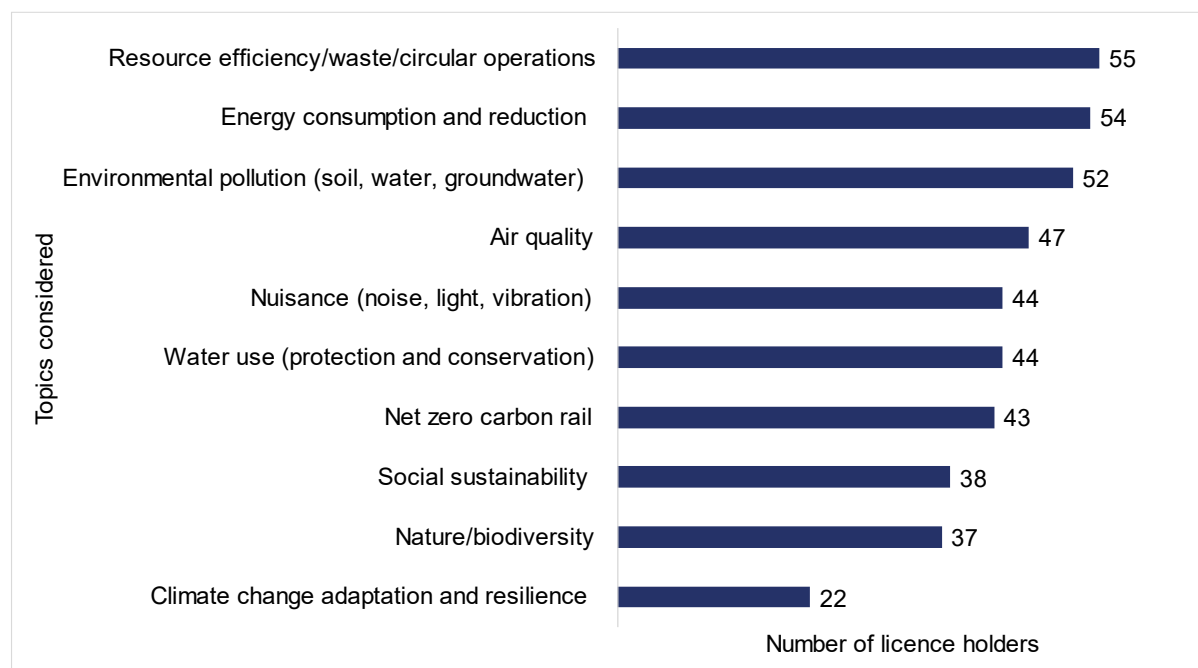 Resource efficiency/waste/circular operations 55
Energy consumption and reduction 54
Environmental pollution (soil, water, groundwater) 52
Air quality 47
Nuisance (noise, light, vibration) 44
Water use (protection and conservation) 44
Net zero carbon rail 43
Social sustainability 38
Nature/biodiversity 37
Climate change adaptation and resilience 22
Topics considered
Number of licence holders